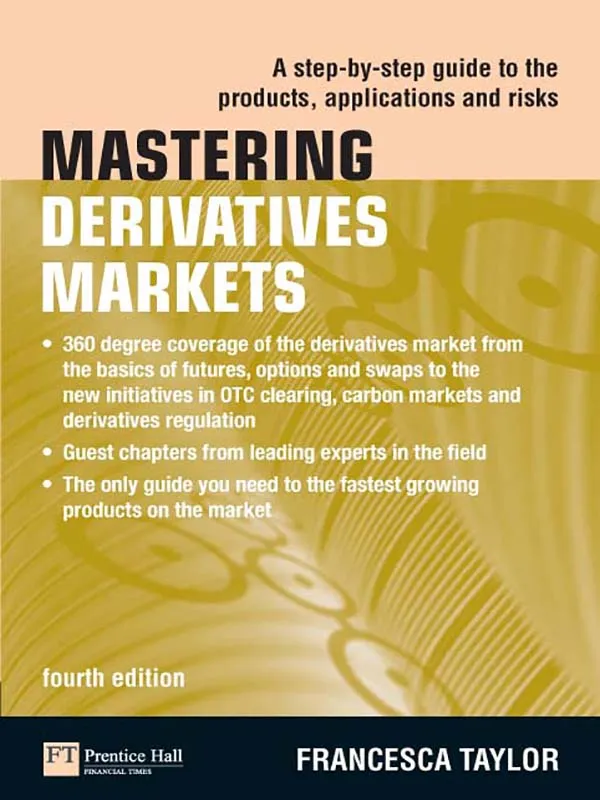 A step-by-step guide to the
products, applications and risks
MASTERING
DERIVATIVES
MARKETS
• 360 degree coverage of the derivatives market from
the basics of futures, options and swaps to the
new initiatives in OTC clearing, carbon markets and
derivatives regulation
• Guest chapters from leading experts in the field
• The only guide you need to the fastest growing
products on the market
fourth edition
FT Prentice Hall
FINANCIAL TIMES
FRANCESCA TAYLOR